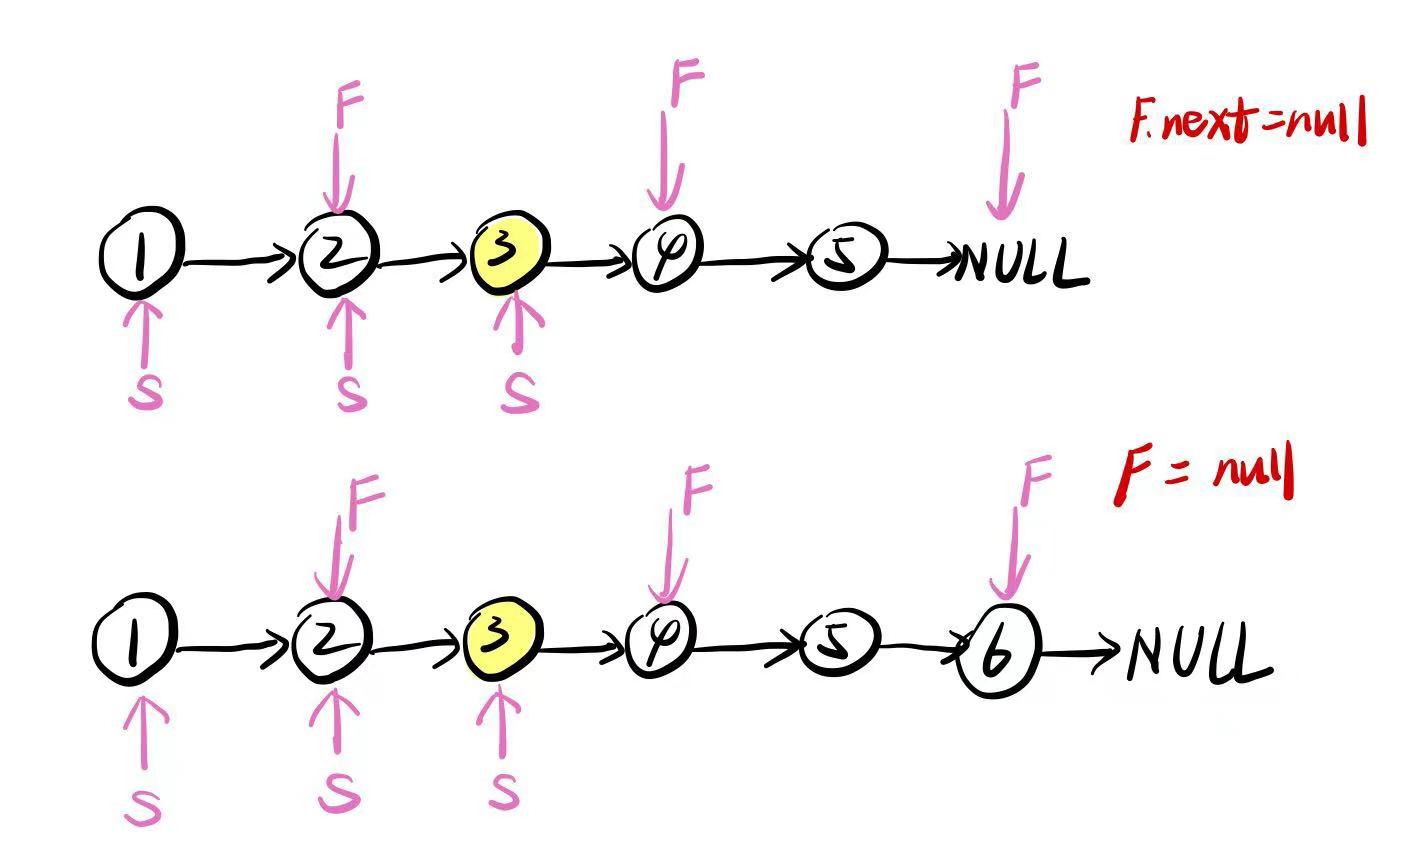 F F F
F.next=null
1 2 3 4 5 NULL
S S S
F F F
F = null
1 2 3 4 5 6 NULL
S S S